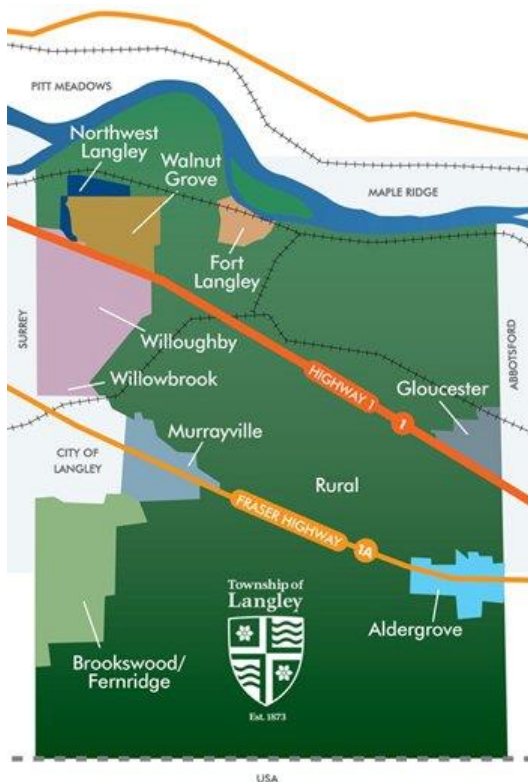 PITT MEADOWS
Northwest
Langley
Walnut
Grove
MAPLE RIDGE
Fort
Langley
SURREY
ABBOTSFORD
Willoughby
Willowbrook
HIGHWAY 1
1
Gloucester
CITY OF
LANGLEY
Murrayville
Rural
FRASER HIGHWAY
1A
Township of
Langley
Est. 1873
Aldergrove
Brookswood/
Fernridge
USA